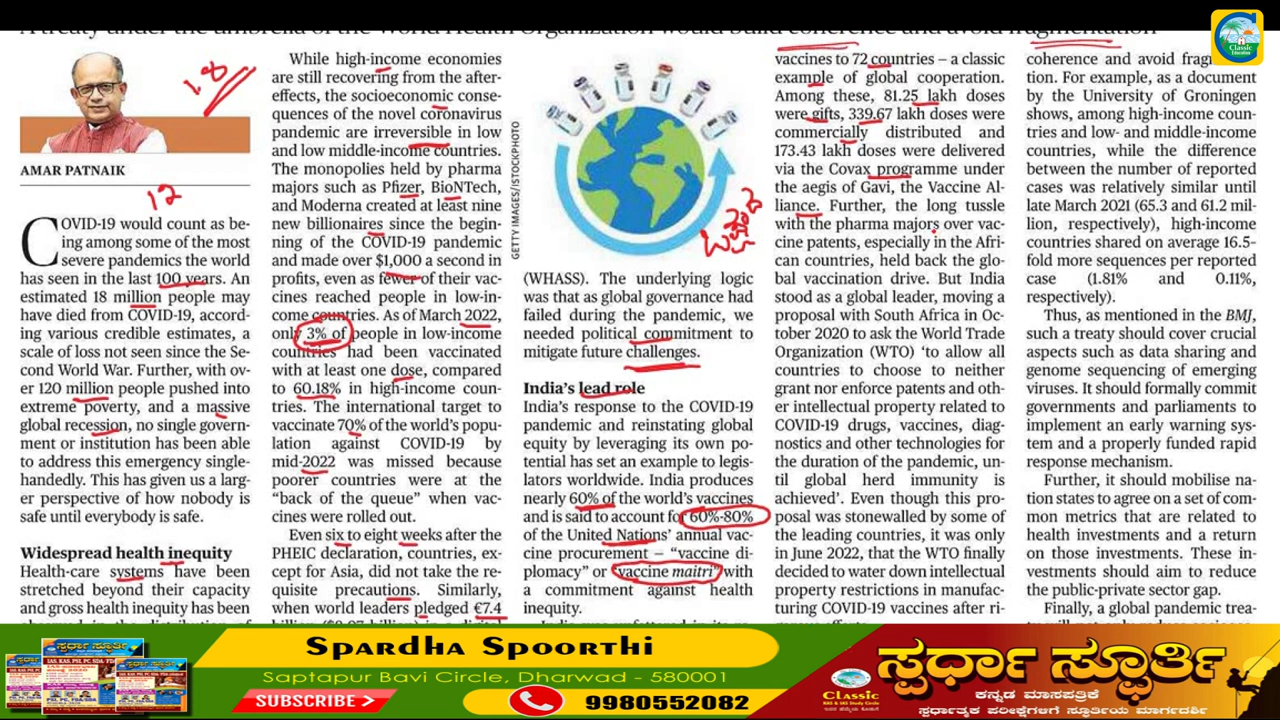 A treaty under the umbrella of the World Health Organization would build coherence and avoid fragmentation
Classic
Education
1.8
AMAR PATNAIK
12
COVID-19 would count as be-
ing among some of the most
severe pandemics the world
has seen in the last 100 years. An
estimated 18 million people may
have died from COVID-19, accord-
ing various credible estimates, a
scale of loss not seen since the Se-
cond World War. Further, with ov-
er 120 million people pushed into
extreme poverty, and a massive
global recession, no single govern-
ment or institution has been able
to address this emergency single-
handedly. This has given us a larg-
er perspective of how nobody is
safe until everybody is safe.
Widespread health inequity
Health-care systems have been
stretched beyond their capacity
and gross health inequity has been
While high-income economies
are still recovering from the after-
effects, the socioeconomic conse-
quences of the novel coronavirus
pandemic are irreversible in low
and low middle-income countries.
The monopolies held by pharma
majors such as Pfizer, BioNTech,
and Moderna created at least nine
new billionaires since the begin-
ning of the COVID-19 pandemic
and made over $1,000 a second in
profits, even as fewer of their vac-
cines reached people in low-in-
come countries. As of March 2022,
only 3% of people in low-income
countries had been vaccinated
with at least one dose, compared
to 60.18% in high-income coun-
tries. The international target to
vaccinate 70% of the world's popu-
lation against COVID-19 by
mid-2022 was missed because
poorer countries were at the
“back of the queue” when vac-
cines were rolled out.
Even six to eight weeks after the
PHEIC declaration, countries, ex-
cept for Asia, did not take the re-
quisite precautions. Similarly,
when world leaders pledged €7.4
GETTY IMAGES/ISTOCKPHOTO
(WHASS). The underlying logic
was that as global governance had
failed during the pandemic, we
needed political commitment to
mitigate future challenges.
India's lead role
India's response to the COVID-19
pandemic and reinstating global
equity by leveraging its own po-
tential has set an example to legis-
lators worldwide. India produces
nearly 60% of the world's vaccines
and is said to account for 60%-80%
of the United Nations' annual vac-
cine procurement – “vaccine di-
plomacy” or “vaccine maitri” with
a commitment against health
inequity.
vaccines to 72 countries – a classic
example of global cooperation.
Among these, 81.25 lakh doses
were gifts, 339.67 lakh doses were
commercially distributed and
173.43 lakh doses were delivered
via the Covax programme under
the aegis of Gavi, the Vaccine Al-
liance. Further, the long tussle
with the pharma majors over vac-
cine patents, especially in the Afri-
can countries, held back the glo-
bal vaccination drive. But India
stood as a global leader, moving a
proposal with South Africa in Oc-
tober 2020 to ask the World Trade
Organization (WTO) ‘to allow all
countries to choose to neither
grant nor enforce patents and oth-
er intellectual property related to
COVID-19 drugs, vaccines, diag-
nostics and other technologies for
the duration of the pandemic, un-
til global herd immunity is
achieved’. Even though this pro-
posal was stonewalled by some of
the leading countries, it was only
in June 2022, that the WTO finally
decided to water down intellectual
property restrictions in manufac-
turing COVID-19 vaccines after ri-
coherence and avoid
tion. For example, as a document
by the University of Groningen
shows, among high-income coun-
tries and low- and middle-income
countries, while the difference
between the number of reported
cases was relatively similar until
late March 2021 (65.3 and 61.2 mil-
lion, respectively), high-income
countries shared on average 16.5-
fold more sequences per reported
case (1.81% and 0.11%,
respectively).
Thus, as mentioned in the BMJ,
such a treaty should cover crucial
aspects such as data sharing and
genome sequencing of emerging
viruses. It should formally commit
governments and parliaments to
implement an early warning sys-
tem and a properly funded rapid
response mechanism.
Further, it should mobilise na-
tion states to agree on a set of com-
mon metrics that are related to
health investments and a return
on those investments. These in-
vestments should aim to reduce
the public-private sector gap.
Finally, a global pandemic trea-
SPARDHA SPOORTHI
Saptapur Bavi Circle, Dharwad - 580001
SUBSCRIBE
9980552082
ಸ್ಪರ್ಧಾ ಸ್ಫೂರ್ತಿ
ಕನ್ನಡ ಮಾಸಪತ್ರಿಕೆ
ಸ್ಪರ್ಧಾತ್ಮಕ ಪರೀಕ್ಷೆಗಳಿಗೆ ಸ್ಫೂರ್ತಿಯ ಮಾರ್ಗದರ್ಶಿ
Classic
KAS & IAS Study Circle